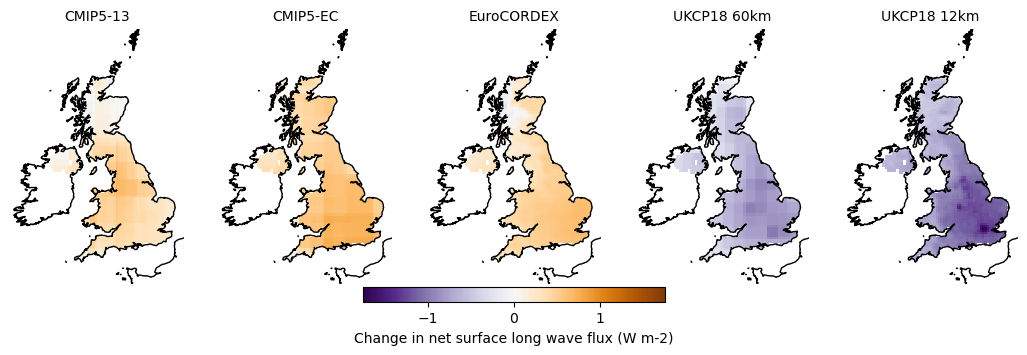 CMIP5-13 CMIP5-EC EuroCORDEX UKCP18 60km UKCP18 12km
−1 0 1
Change in net surface long wave flux (W m-2)